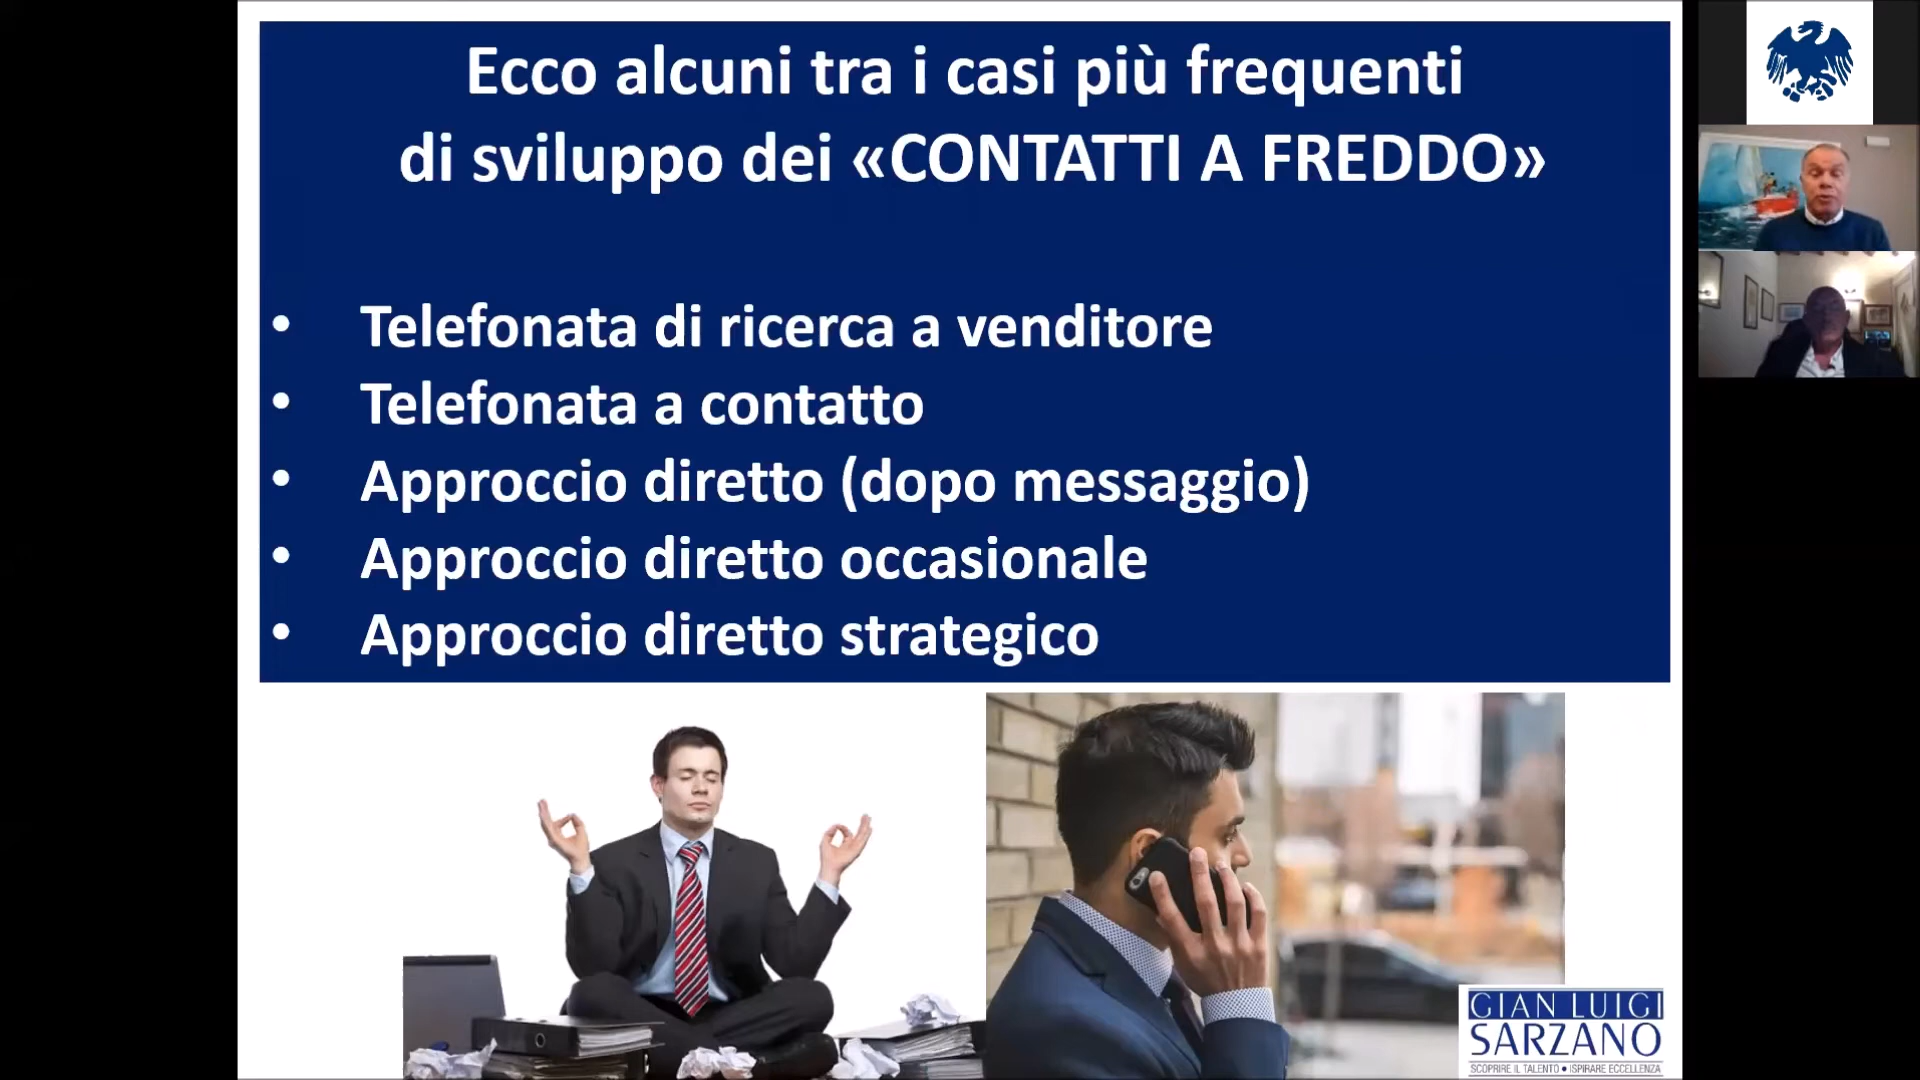 Ecco alcuni tra i casi più frequenti
di sviluppo dei «CONTATTI A FREDDO»
• Telefonata di ricerca a venditore
• Telefonata a contatto
• Approccio diretto (dopo messaggio)
• Approccio diretto occasionale
• Approccio diretto strategico
GIAN LUIGI
SARZANO
SCOPRIRE IL TALENTO • ISPIRARE ECCELLENZA